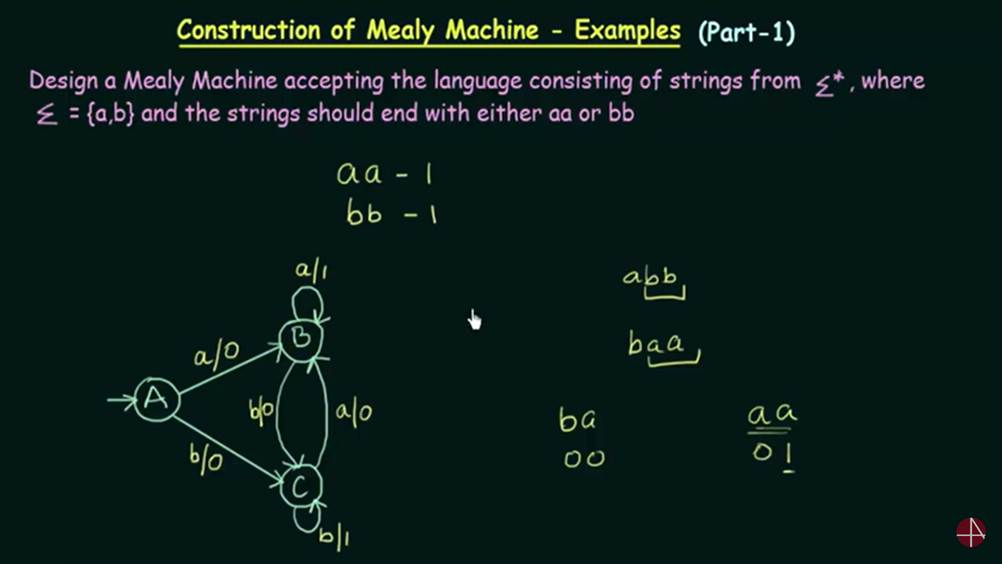 Construction of Mealy Machine - Examples (Part-1)
Design a Mealy Machine accepting the language consisting of strings from Σ*, where
Σ = {a,b} and the strings should end with either aa or bb
aa - 1
bb - 1
a/1
abb
B
baa
a/0
A
b/0
a/0
ba
aa
b/0
00
01
C
b/1